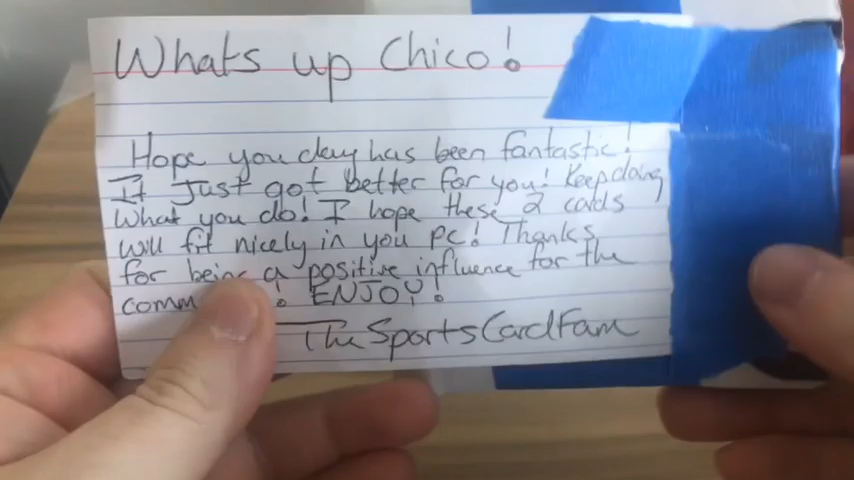 Whats up Chico!
Hope you day has been fantastic!
It Just got better for you! Keep doing
what you do! I hope these 2 cards
will fit nicely in you PC! Thanks
for being a positive influence for the
comm ! ENJOY!
TheSportsCardFam